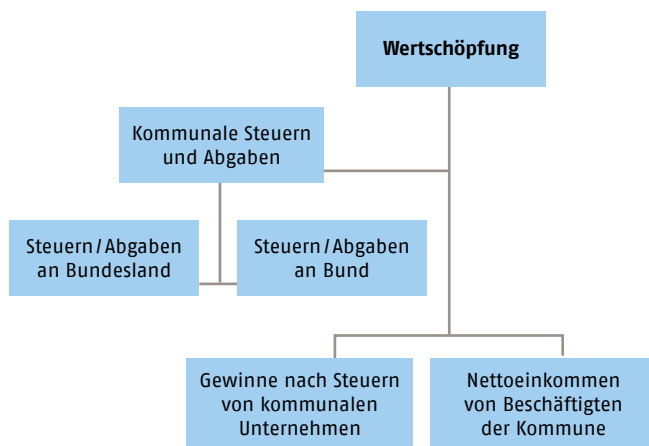 Wertschöpfung
Kommunale Steuern
und Abgaben
Steuern / Abgaben
an Bundesland
Steuern / Abgaben
an Bund
Gewinne nach Steuern
von kommunalen
Unternehmen
Nettoeinkommen
von Beschäftigten
der Kommune